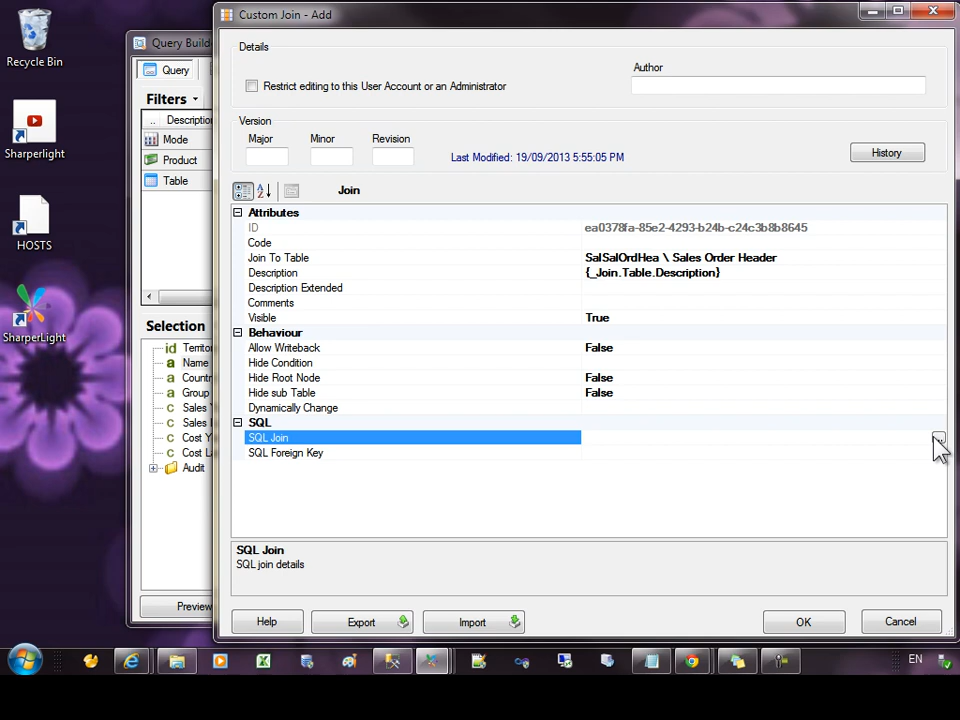 Custom Join - Add
Recycle Bin
Sharperlight
HOSTS
SharperLight
Query Build
Query
Filters
.. Description
Mode
Product
Table
Selection
id
a Name
a
a Group
c Sales
c Sales
c Cost
c Cost
Audit
Preview
Details
Restrict editing to this User Account or an Administrator
Author
Version
Major
Minor
Revision
Last Modified: 19/09/2013 5:55:05 PM
History
Join
Attributes
ID ea0378fa-85e2-4293-b24b-c24c3b8b8645
Code
Join To Table SalSalOrdHea \ Sales Order Header
Description {_Join.Table.Description}
Description Extended
Comments
Visible True
Behaviour
Allow Writeback False
Hide Condition
Hide Root Node False
Hide sub Table False
Dynamically Change
SQL
SQL Join ...
SQL Foreign Key
SQL Join
SQL join details
Help
Export
Import
OK
Cancel
EN